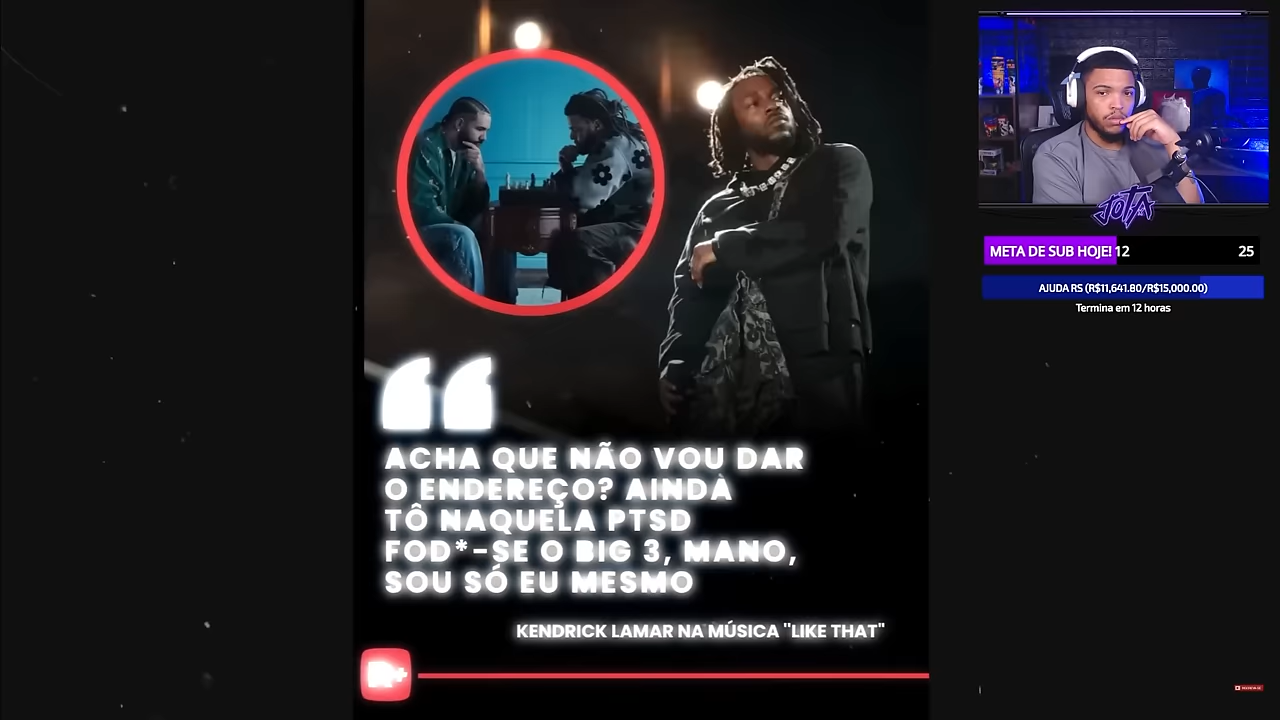 ACHA QUE NÃO VOU DAR
O ENDEREÇO? AINDA
TÔ NAQUELA PTSD
FOD*-SE O BIG 3, MANO,
SOU SÓ EU MESMO
KENDRICK LAMAR NA MÚSICA "LIKE THAT"
R+
JOTA
META DE SUB HOJE! 12 25
AJUDA RS (R$11,641.80/R$15,000.00)
Termina em 12 horas